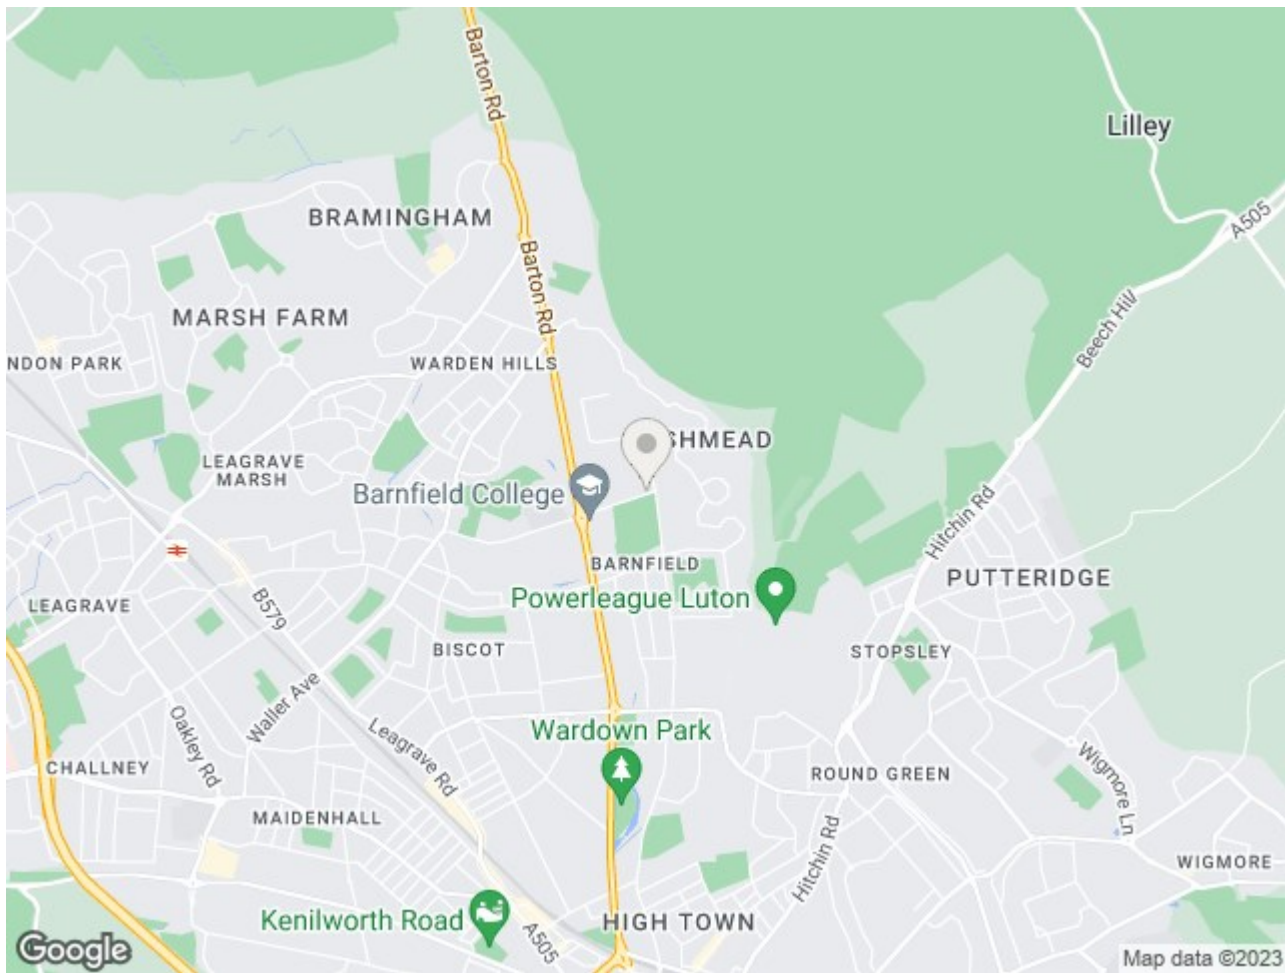 Barton Rd
Lilley
BRAMINGHAM
A505
Barton Rd
MARSH FARM
Beech Hil
NDON PARK
WARDEN HILLS
SHMEAD
LEAGRAVE
MARSH
Barnfield College
Hitchin Rd
BARNFIELD
PUTTERIDGE
Powerleague Luton
LEAGRAVE
B579
BISCOT
STOPSLEY
Waller Ave
Oakley Rd
Leagrave Rd
Wardown Park
CHALLNEY
ROUND GREEN
Wigmore Ln
MAIDENHALL
Hitchin Rd
WIGMORE
Kenilworth Road
HIGH TOWN
A505
Google
Map data ©2023